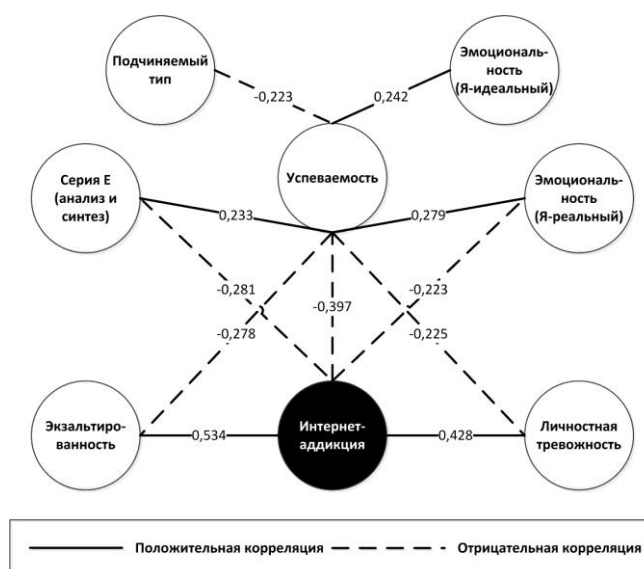 Подчиняемый
тип
Эмоциональ-
ность
(Я-идеальный)
-0,223
0,242
Успеваемость
Серия Е
(анализ и
синтез)
Эмоциональ-
ность
(Я-реальный)
0,233
0,279
-0,281
-0,223
-0,397
-0,278
-0,225
Экзальтиро-
ванность
0,534
Интернет-
аддикция
0,428
Личностная
тревожность
Положительная корреляция
Отрицательная корреляция